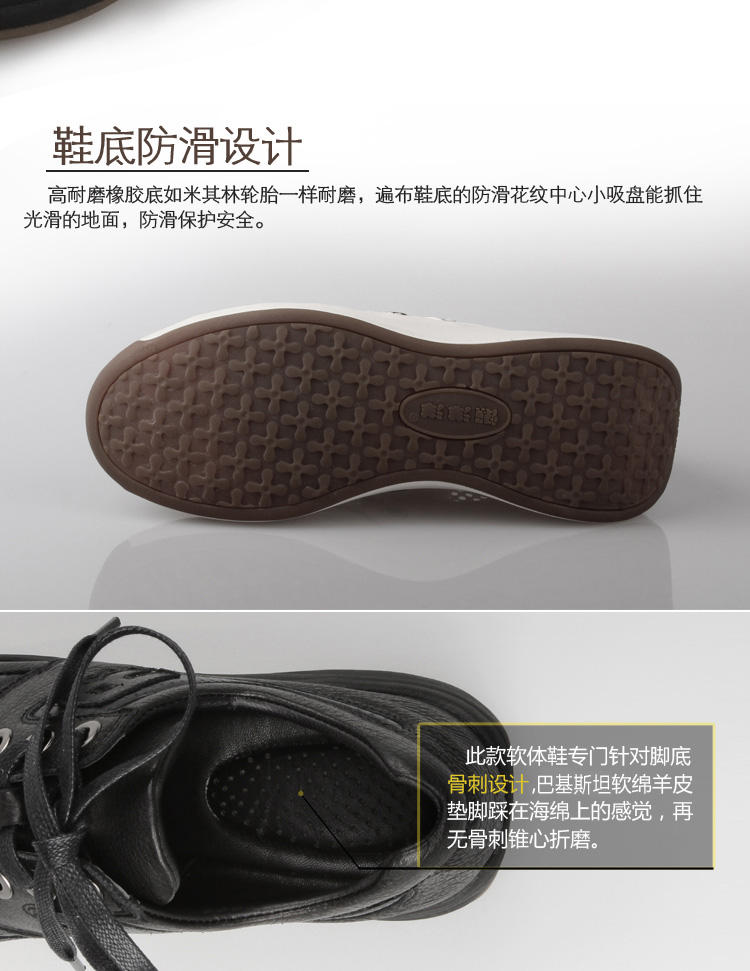 鞋底防滑设计
高耐磨橡胶底如米其林轮胎一样耐磨，遍布鞋底的防滑花纹中心小吸盘能抓住
光滑的地面，防滑保护安全。
此款软体鞋专门针对脚底
骨刺设计,巴基斯坦软绵羊皮
垫脚踩在海绵上的感觉，再
无骨刺锥心折磨。